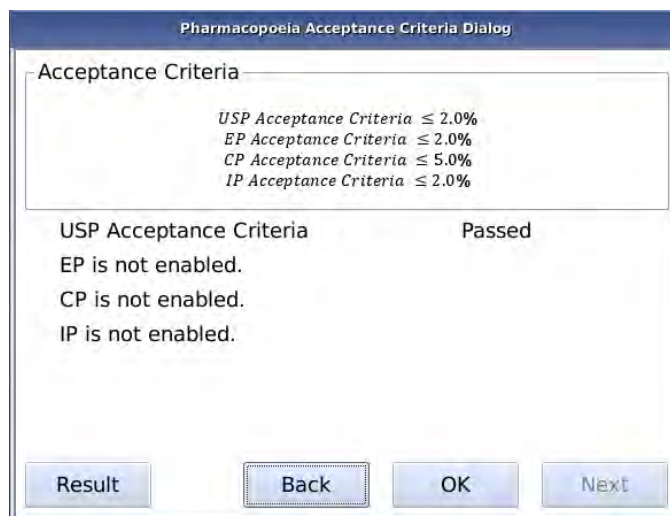 Pharmacopoeia Acceptance Criteria Dialog
Acceptance Criteria
USP Acceptance Criteria ≤ 2.0%
EP Acceptance Criteria ≤ 2.0%
CP Acceptance Criteria ≤ 5.0%
IP Acceptance Criteria ≤ 2.0%
USP Acceptance Criteria Passed
EP is not enabled.
CP is not enabled.
IP is not enabled.
Result Back OK Next